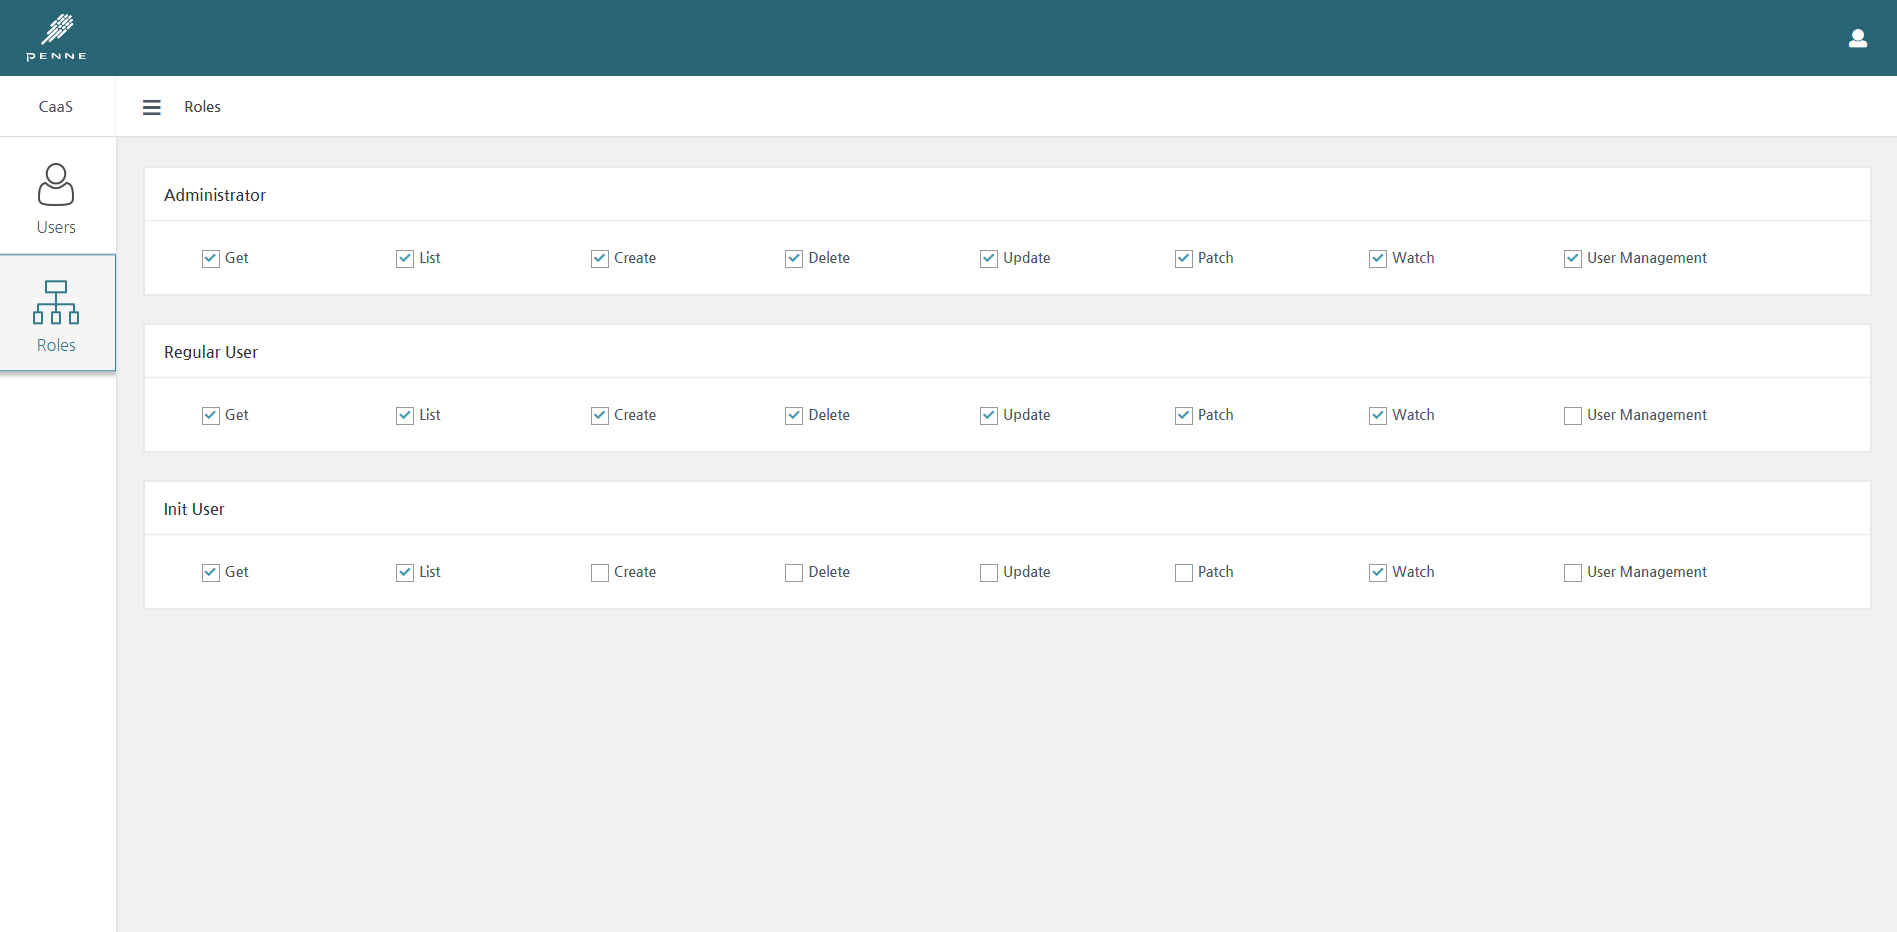 PENNE
CaaS
Roles
Users
Roles
Administrator
Get List Create Delete Update Patch Watch User Management
Regular User
Get List Create Delete Update Patch Watch User Management
Init User
Get List Create Delete Update Patch Watch User Management